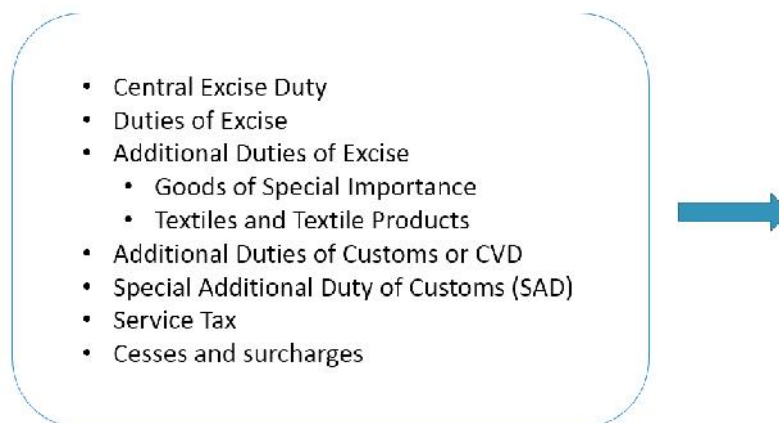 • Central Excise Duty
• Duties of Excise
• Additional Duties of Excise
• Goods of Special Importance
• Textiles and Textile Products
• Additional Duties of Customs or CVD
• Special Additional Duty of Customs (SAD)
• Service Tax
• Cesses and surcharges